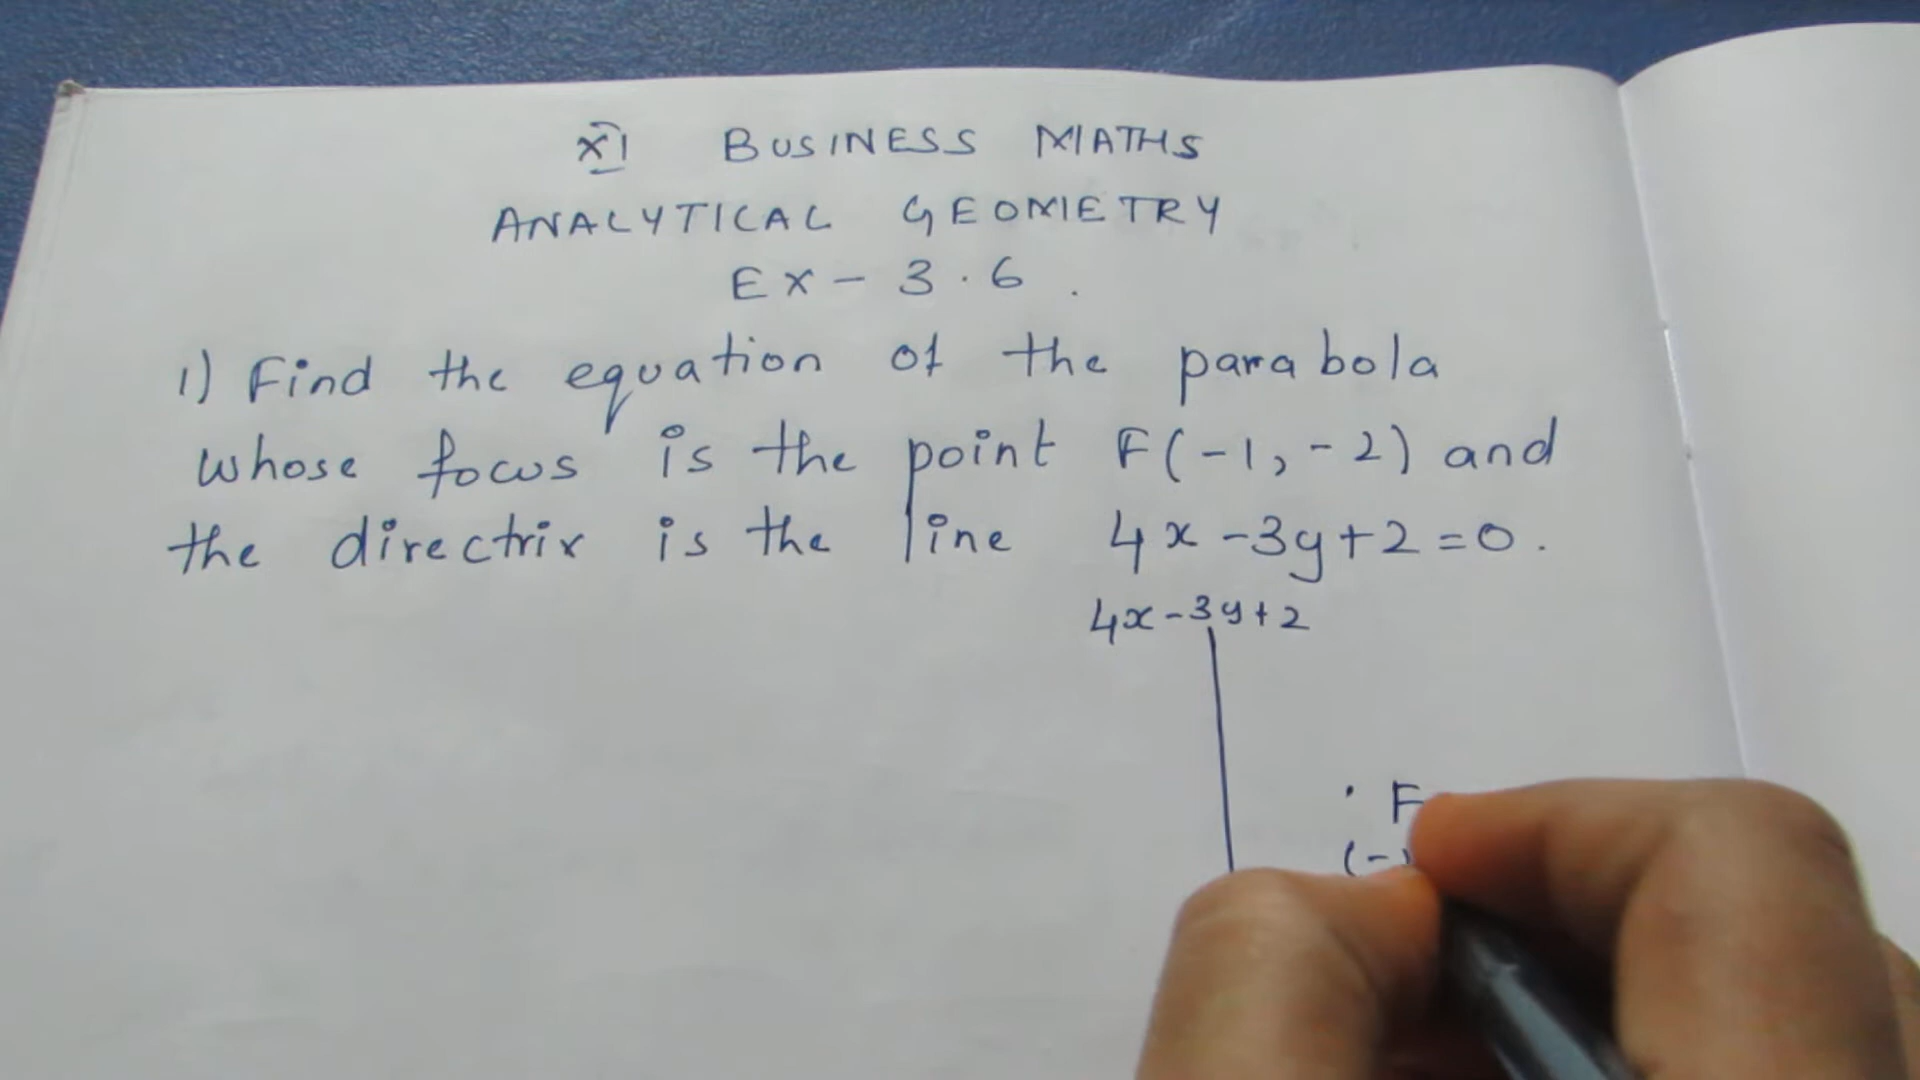 XI BUSINESS MATHS
ANALYTICAL GEOMETRY
EX - 3.6.
1) Find the equation of the parabola
whose focus is the point F(-1, -2) and
the directrix is the line 4x - 3y + 2 = 0.
4x - 3y + 2
F
(-1